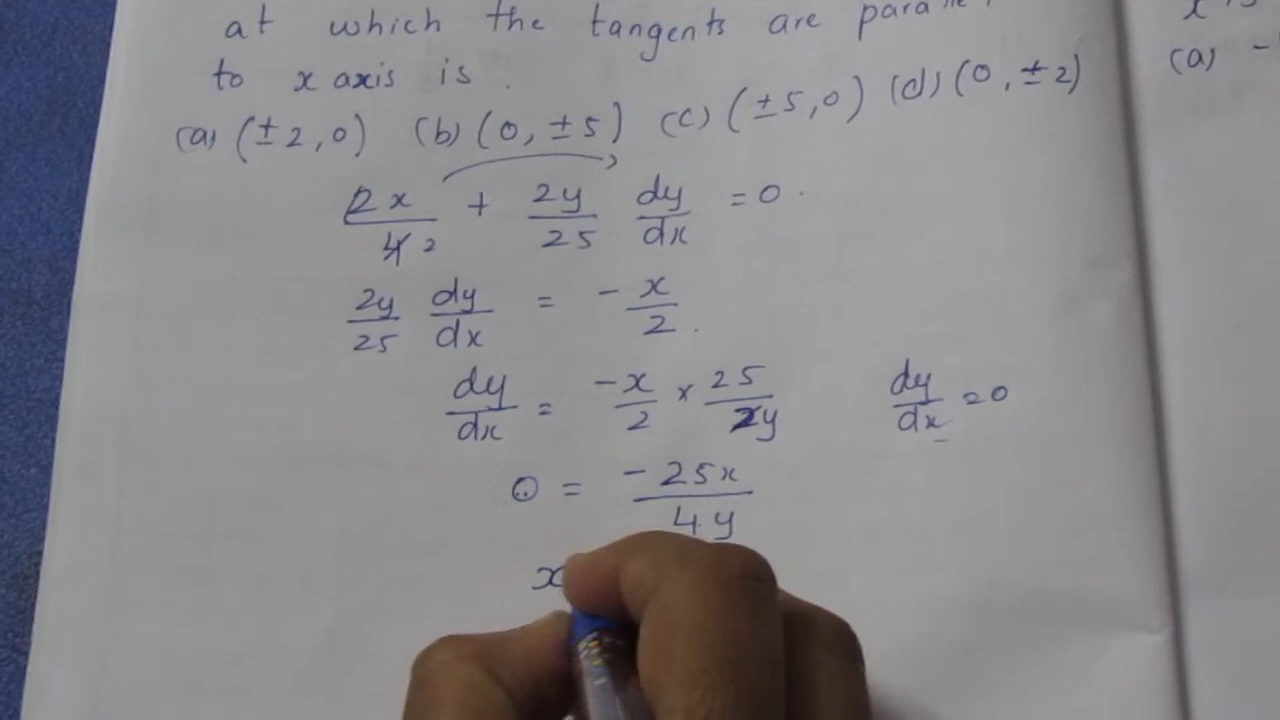 at which the tangents are parallel
to x axis is.
(a) (±2,0) (b) (0, ±5) (c) (±5,0) (d) (0, ±2)
2x/4 2 + 2y/25 dy/dx = 0.
2y/25 dy/dx = - x/2.
dy/dx = -x/2 × 25/2y dy/dx = 0
0 = -25x/4y
x
(a) -